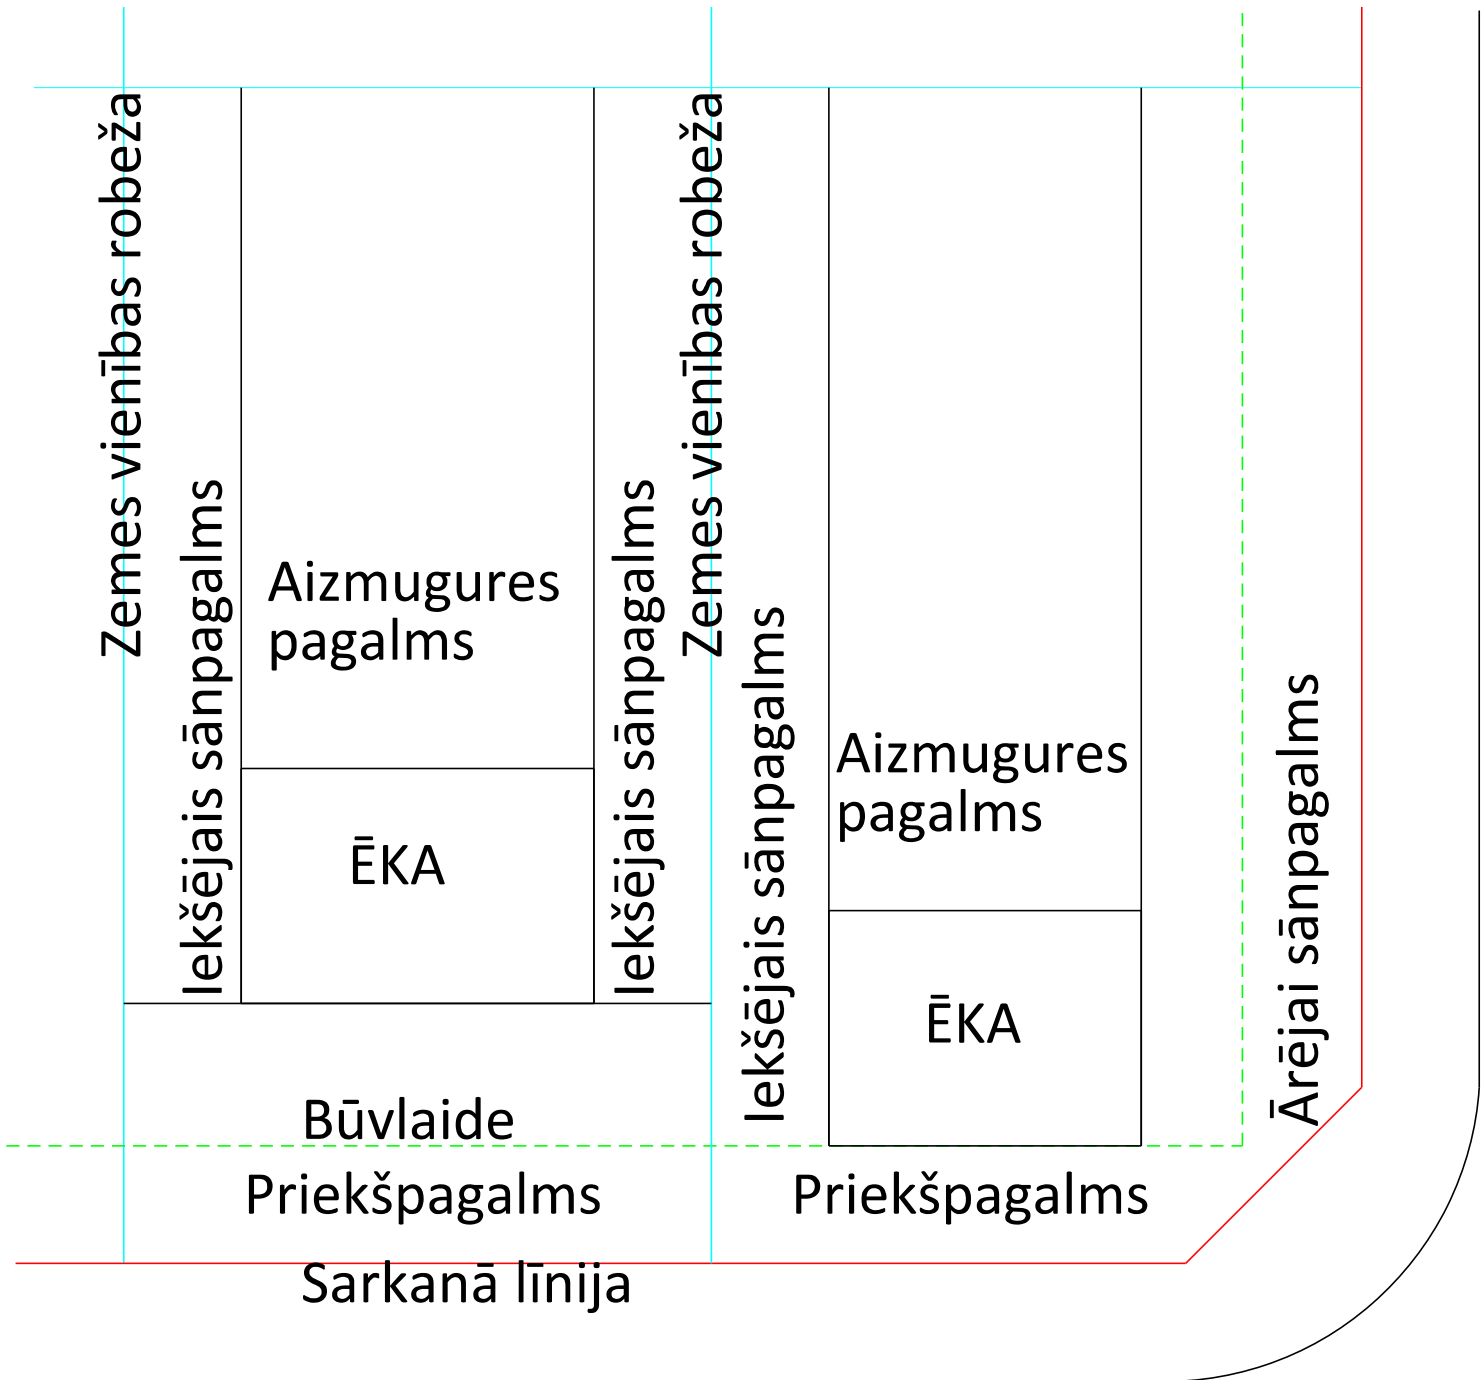 Zemes vienības robeža
Iekšējais sānpagalms
Aizmugures
pagalms
ĒKA
Iekšējais sānpagalms
Zemes vienības robeža
Iekšējais sānpagalms
Aizmugures
pagalms
ĒKA
Ārējai sānpagalms
Būvlaide
Priekšpagalms
Priekšpagalms
Sarkanā līnija